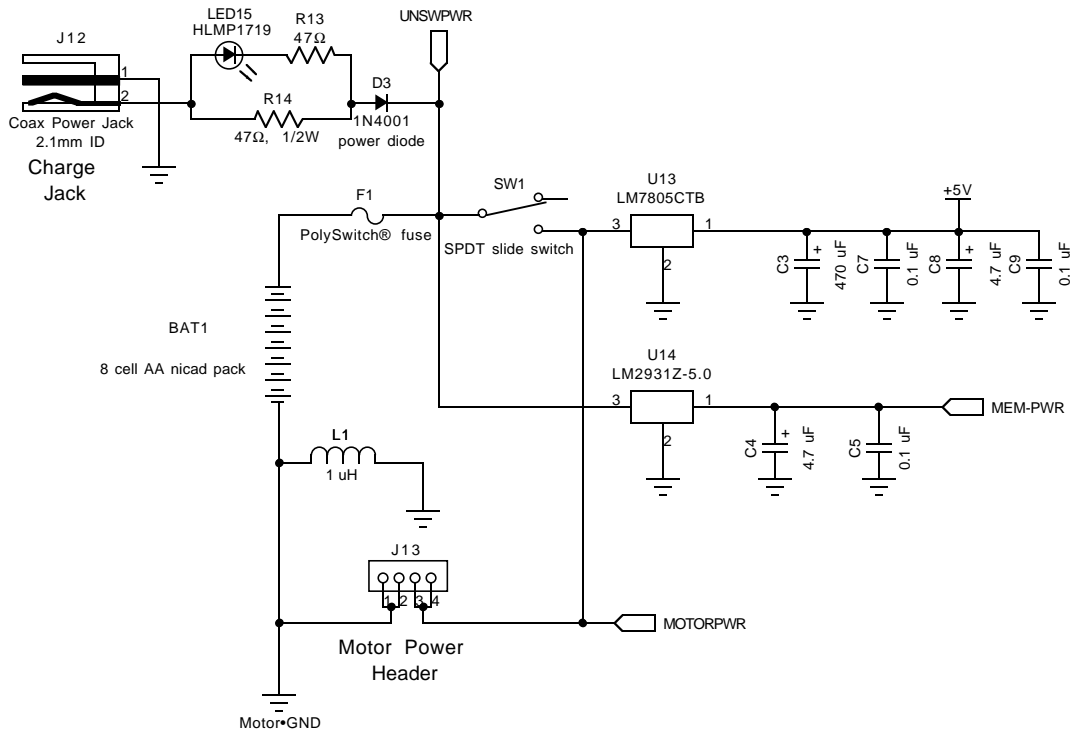 LED15
HLMP1719
R13
47Ω
UNSWPWR
J12
1
2
Coax Power Jack
2.1mm ID
Charge
Jack
R14
47Ω, 1/2W
D3
1N4001
power diode
F1
PolySwitch® fuse
SW1
SPDT slide switch
U13
LM7805CTB
3
1
2
+5V
C3
+
470 uF
C7
0.1 uF
C8
+
4.7 uF
C9
0.1 uF
BAT1
8 cell AA nicad pack
U14
LM2931Z-5.0
3
1
2
MEM-PWR
C4
+
4.7 uF
C5
0.1 uF
L1
1 uH
J13
1 2 3 4
MOTORPWR
Motor Power
Header
Motor•GND